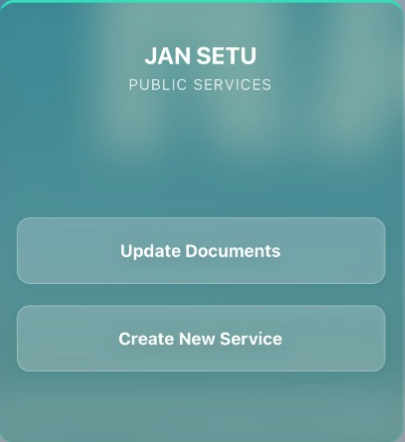 JAN SETU
PUBLIC SERVICES
Update Documents
Create New Service